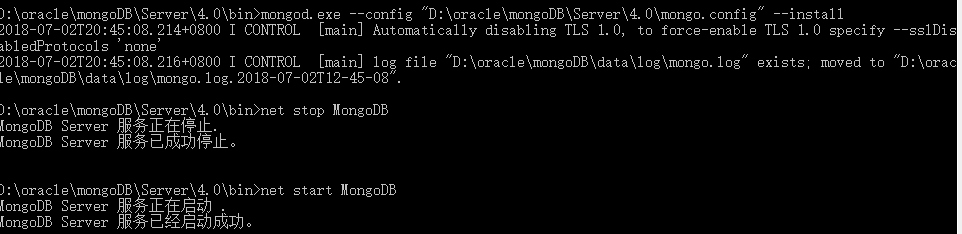 D:\oracle\mongoDB\Server\4.0\bin>mongod.exe --config "D:\oracle\mongoDB\Server\4.0\mongo.config" --install
2018-07-02T20:45:08.214+0800 I CONTROL  [main] Automatically disabling TLS 1.0, to force-enable TLS 1.0 specify --sslDis
abledProtocols 'none'
2018-07-02T20:45:08.216+0800 I CONTROL  [main] log file "D:\oracle\mongoDB\data\log\mongo.log" exists; moved to "D:\orac
le\mongoDB\data\log\mongo.log.2018-07-02T12-45-08".
D:\oracle\mongoDB\Server\4.0\bin>net stop MongoDB
MongoDB Server 服务正在停止.
MongoDB Server 服务已成功停止。
D:\oracle\mongoDB\Server\4.0\bin>net start MongoDB
MongoDB Server 服务正在启动 .
MongoDB Server 服务已经启动成功。